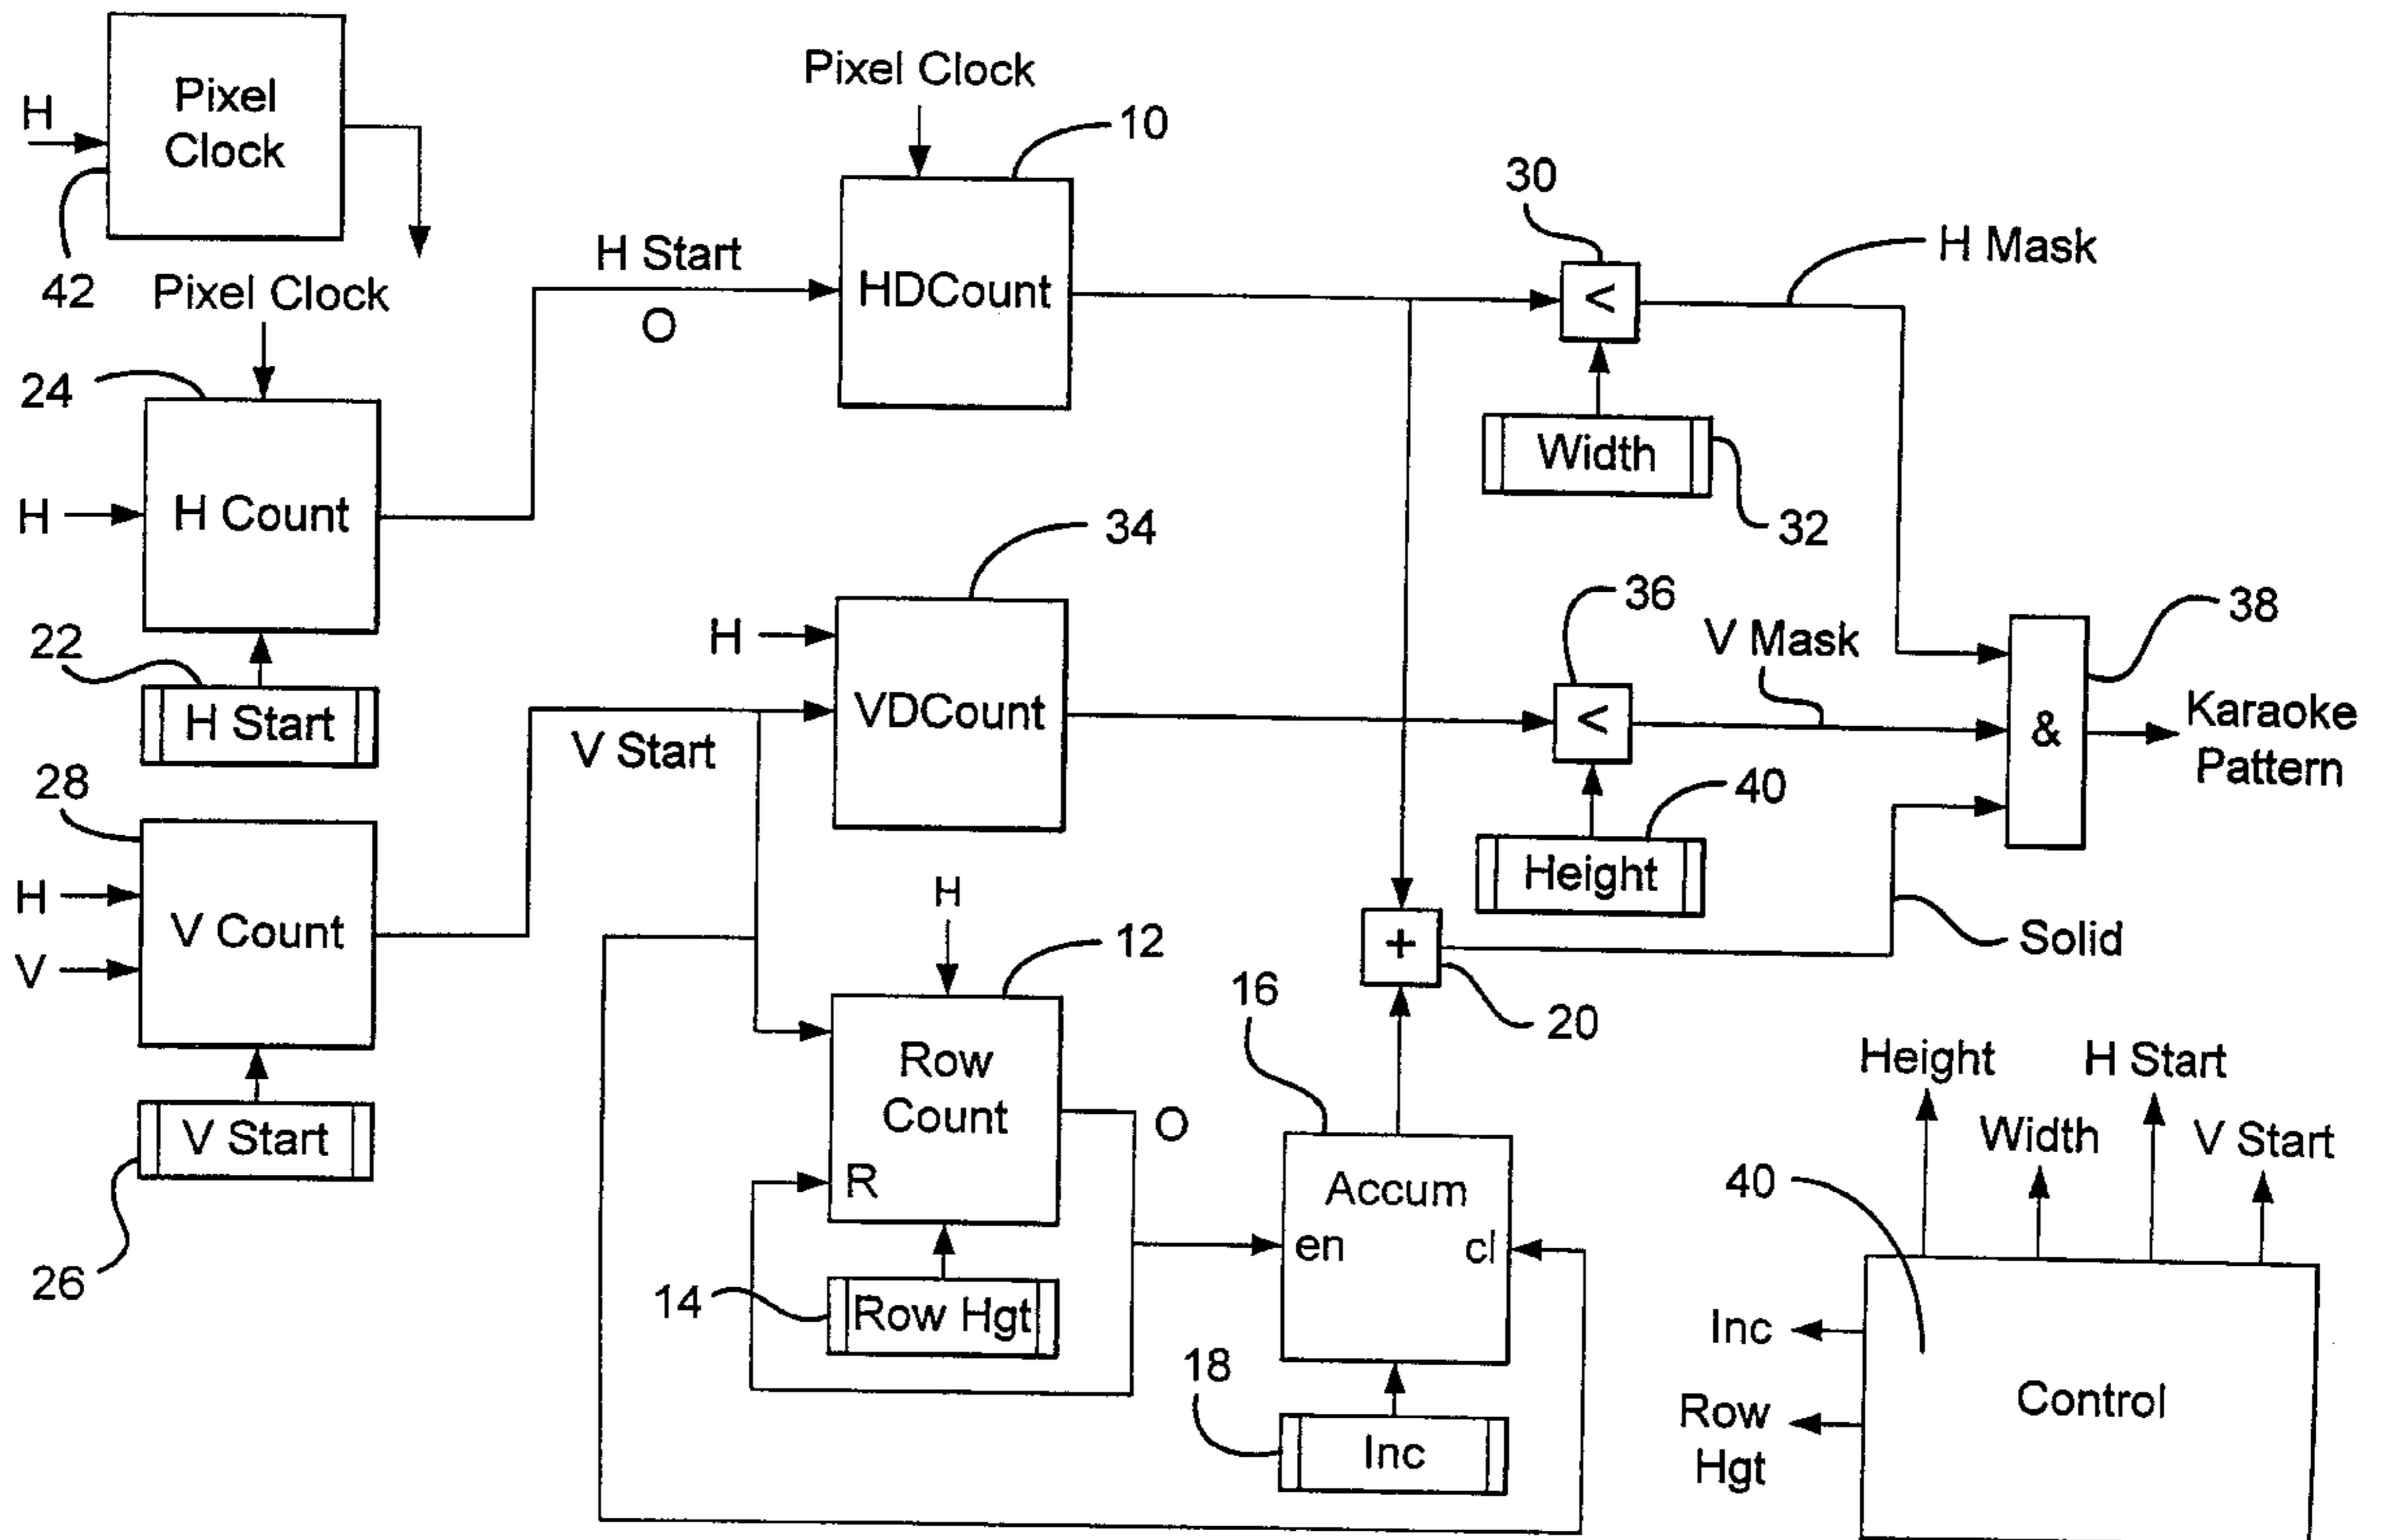 Pixel
Clock
H
42
Pixel Clock
10
HDCount
H Start
O
30
<
H Mask
Width
32
Pixel Clock
24
H
H Count
22
H Start
34
H
VDCount
V Start
36
<
V Mask
Height
40
38
&
Karaoke
Pattern
28
H
V
V Count
V Start
26
H
12
Row
Count
R
O
14
Row Hgt
+
20
Solid
16
Accum
en
cl
18
Inc
Height
H Start
Width
V Start
40
Inc
Row
Hgt
Control